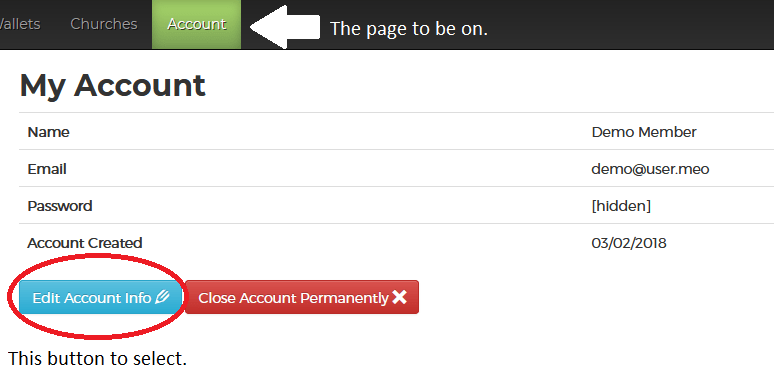 Wallets Churches Account The page to be on.
My Account
Name Demo Member
Email demo@user.meo
Password [hidden]
Account Created 03/02/2018
Edit Account Info Close Account Permanently
This button to select.